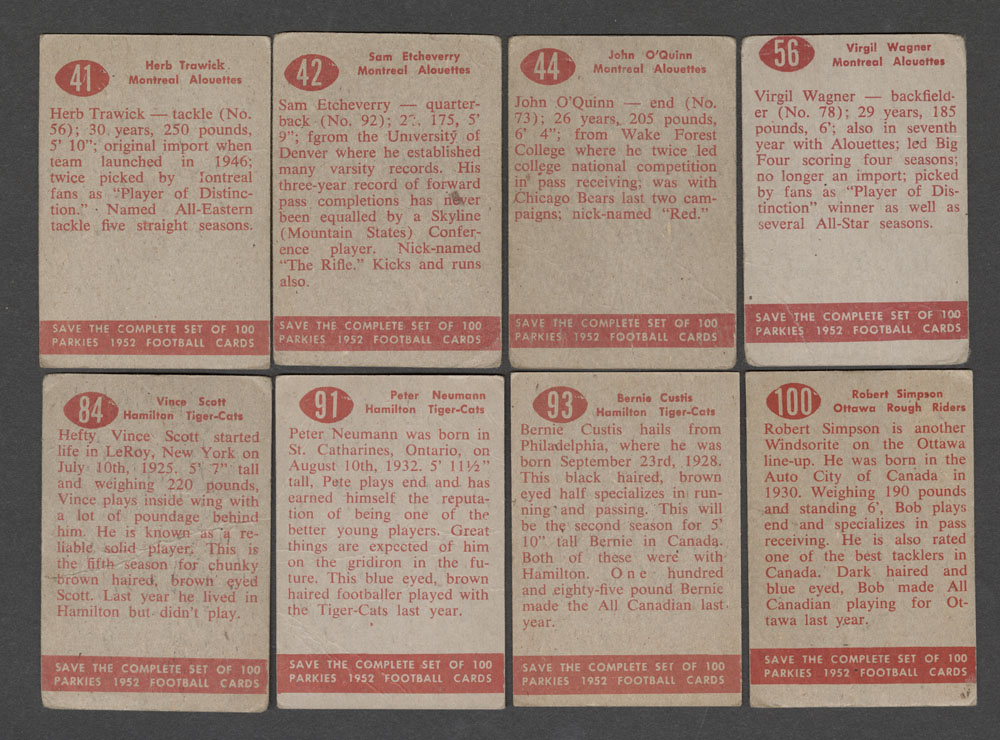 41
Herb Trawick
Montreal Alouettes
Herb Trawick — tackle (No.
56); 30 years, 250 pounds,
5' 10"; original import when
team launched in 1946;
twice picked by Iontreal
fans as "Player of Distinc-
tion." Named All-Eastern
tackle five straight seasons.
SAVE THE COMPLETE SET OF 100
PARKIES 1952 FOOTBALL CARDS
42
Sam Etcheverry
Montreal Alouettes
Sam Etcheverry — quarter-
back (No. 92); 175, 5'
9"; fgrom the University of
Denver where he established
many varsity records. His
three-year record of forward
pass completions has never
been equalled by a Skyline
(Mountain States) Confer-
ence player. Nick-named
"The Rifle." Kicks and runs
also.
SAVE THE COMPLETE SET OF 100
PARKIES 1952 FOOTBALL CARDS
44
John O'Quinn
Montreal Alouettes
John O'Quinn — end (No.
73); 26 years, 205 pounds,
6' 4"; from Wake Forest
College where he twice led
college national competition
in pass receiving; was with
Chicago Bears last two cam-
paigns; nick-named "Red."
SAVE THE COMPLETE SET OF 100
PARKIES 1952 FOOTBALL CARDS
56
Virgil Wagner
Montreal Alouettes
Virgil Wagner — backfield-
er (No. 78); 29 years, 185
pounds, 6'; also in seventh
year with Alouettes; led Big
Four scoring four seasons;
no longer an import; picked
by fans as "Player of Dis-
tinction" winner as well as
several All-Star seasons.
SAVE THE COMPLETE SET OF 100
PARKIES 1952 FOOTBALL CARDS
84
Vince Scott
Hamilton Tiger-Cats
Hefty Vince Scott started
life in LeRoy, New York on
July 10th, 1925. 5' 7" tall
and weighing 220 pounds,
Vince plays inside wing with
a lot of poundage behind
him. He is known as a re-
liable solid player. This is
the fifth season for chunky
brown haired, brown eyed
Scott. Last year he lived in
Hamilton but didn't play.
SAVE THE COMPLETE SET OF 100
PARKIES 1952 FOOTBALL CARDS
91
Peter Neumann
Hamilton Tiger-Cats
Peter Neumann was born in
St. Catharines, Ontario, on
August 10th, 1932. 5' 11½"
tall, Pete plays end and has
earned himself the reputa-
tion of being one of the
better young players. Great
things are expected of him
on the gridiron in the fu-
ture. This blue eyed, brown
haired footballer played with
the Tiger-Cats last year.
SAVE THE COMPLETE SET OF 100
PARKIES 1952 FOOTBALL CARDS
93
Bernie Custis
Hamilton Tiger-Cats
Bernie Custis hails from
Philadelphia, where he was
born September 23rd, 1928.
This black haired, brown
eyed half specializes in run-
ning and passing. This will
be the second season for 5'
10" tall Bernie in Canada.
Both of these were with
Hamilton. One hundred
and eighty-five pound Bernie
made the All Canadian last
year.
SAVE THE COMPLETE SET OF 100
PARKIES 1952 FOOTBALL CARDS
100
Robert Simpson
Ottawa Rough Riders
Robert Simpson is another
Windsorite on the Ottawa
line-up. He was born in the
Auto City of Canada in
1930. Weighing 190 pounds
and standing 6', Bob plays
end and specializes in pass
receiving. He is also rated
one of the best tacklers in
Canada. Dark haired and
blue eyed, Bob made All
Canadian playing for Ot-
tawa last year.
SAVE THE COMPLETE SET OF 100
PARKIES 1952 FOOTBALL CARDS